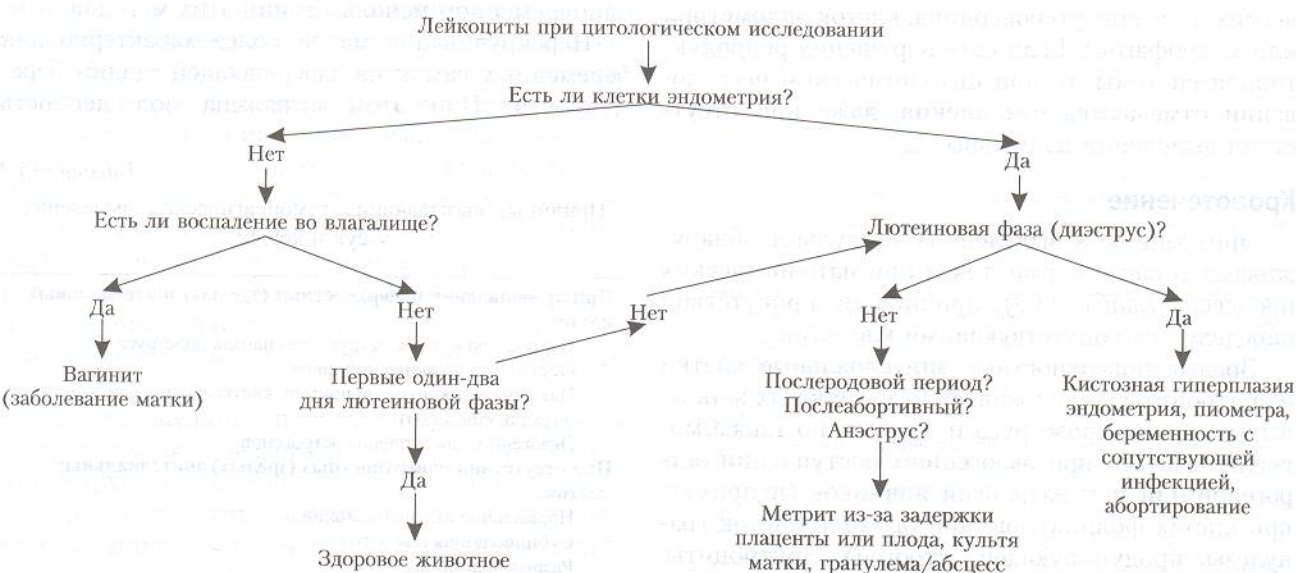 Лейкоциты при цитологическом исследовании
Есть ли клетки эндометрия?
Нет
Да
Есть ли воспаление во влагалище?
Лютеиновая фаза (диэструс)?
Да
Нет
Нет
Нет
Да
Вагинит
(заболевание матки)
Первые один-два
дня лютеиновой фазы?
Послеродовой период?
Послеабортивный?
Анэструс?
Кистозная гиперплазия
эндометрия, пиометра,
беременность с
сопутствующей
инфекцией,
абортирование
Да
Здоровое животное
Метрит из-за задержки
плаценты или плода, культя
матки, гранулема/абсцесс